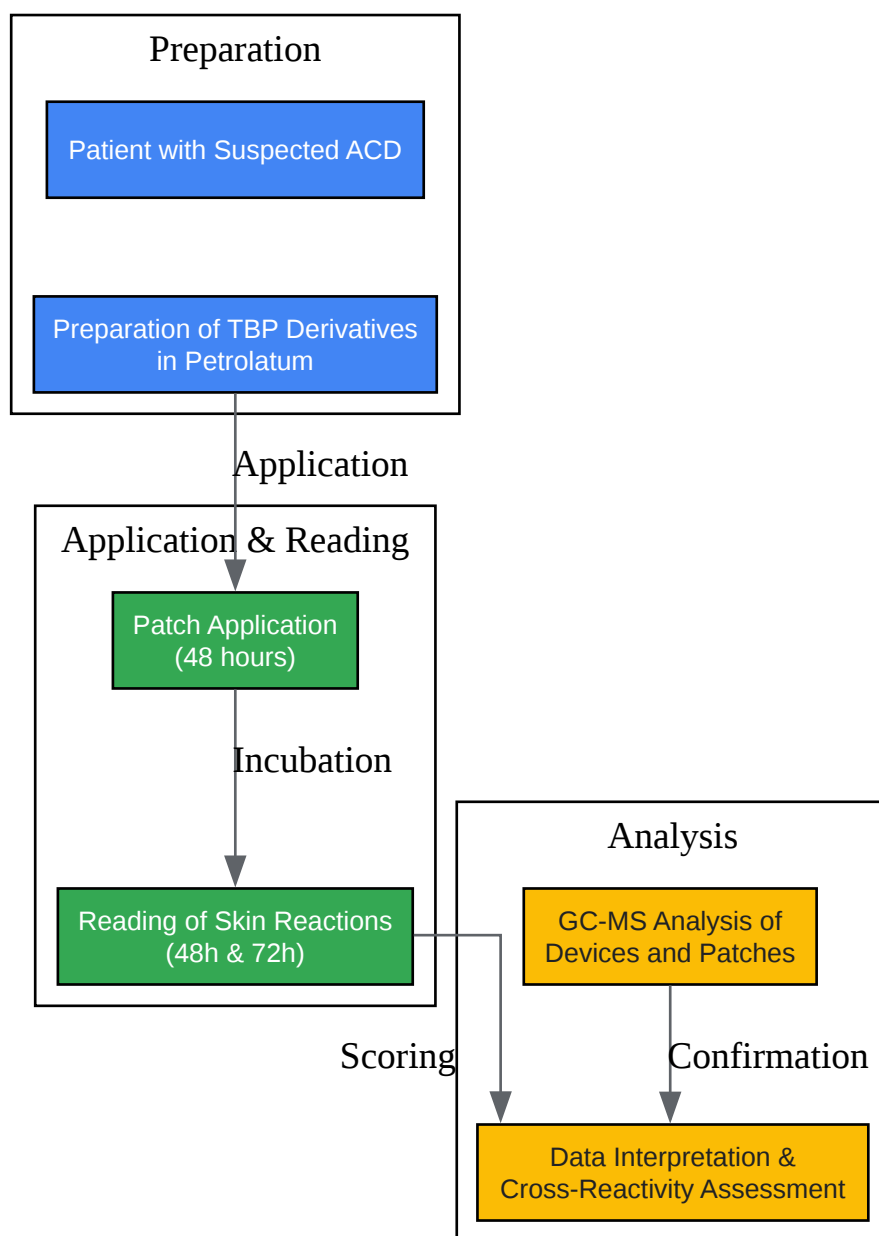 Preparation
Patient with Suspected ACD
Preparation of TBP Derivatives
in Petrolatum
Application
Application & Reading
Patch Application
(48 hours)
Incubation
Reading of Skin Reactions
(48h & 72h)
Scoring
Analysis
GC-MS Analysis of
Devices and Patches
Confirmation
Data Interpretation &
Cross-Reactivity Assessment